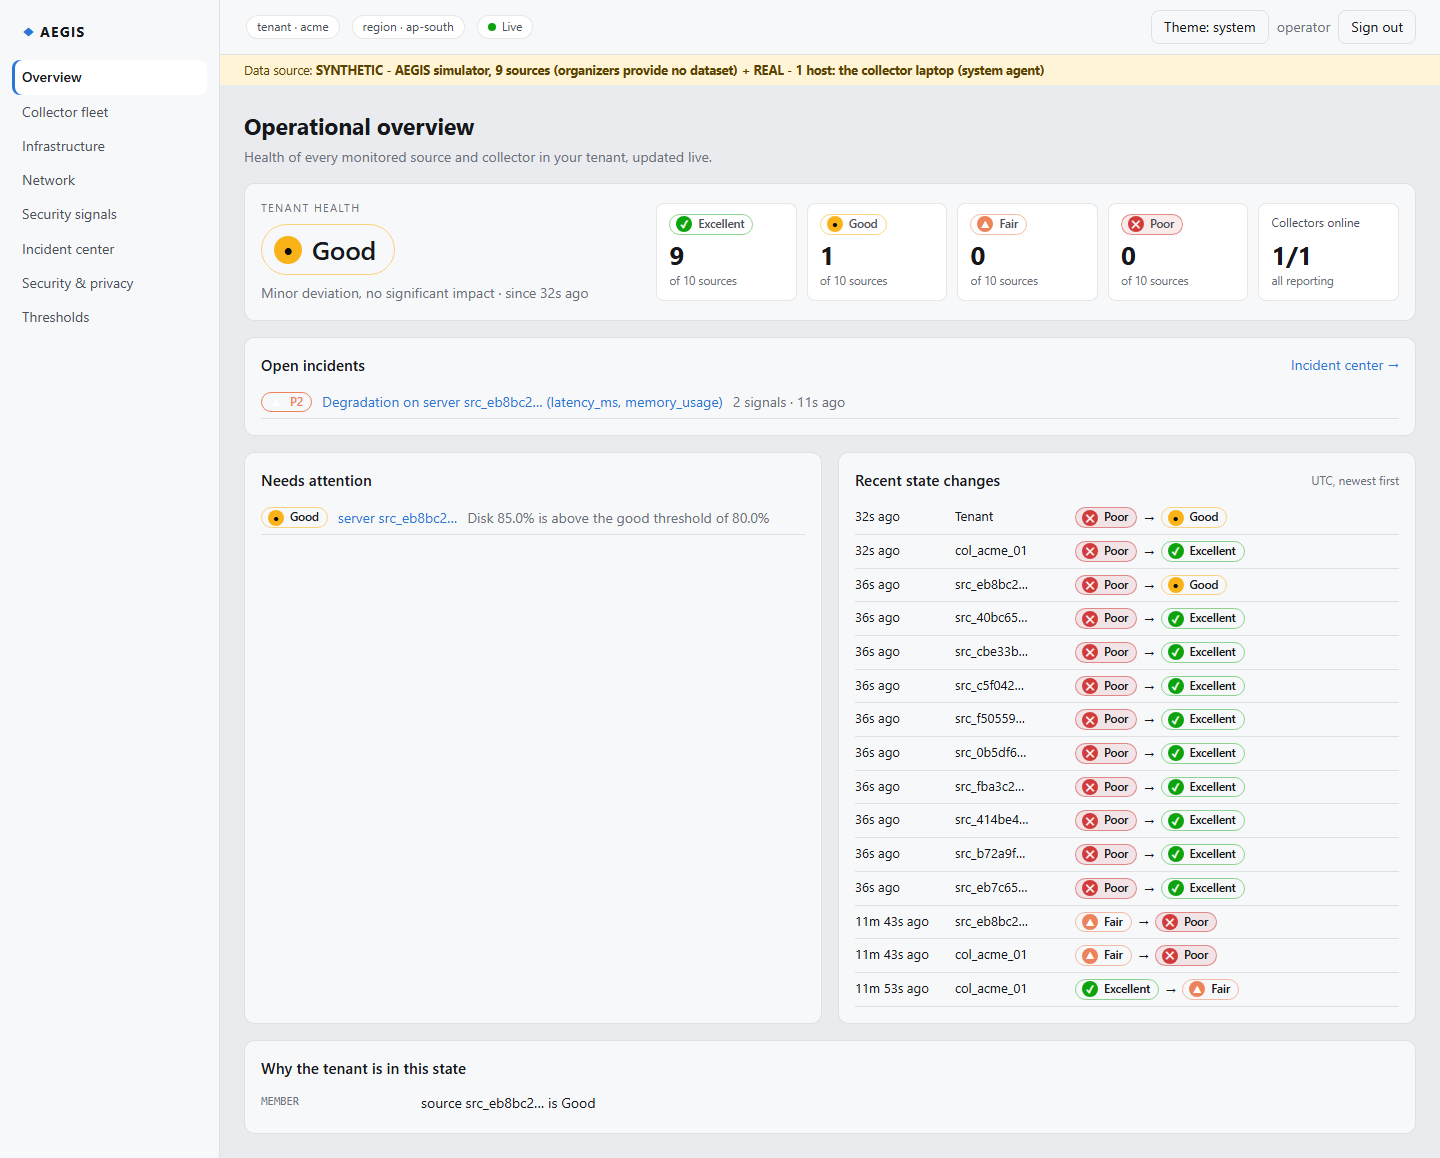 AEGIS
Overview
Collector fleet
Infrastructure
Network
Security signals
Incident center
Security & privacy
Thresholds
tenant · acme
region · ap-south
Live
Theme: system
operator
Sign out
Data source: SYNTHETIC - AEGIS simulator, 9 sources (organizers provide no dataset) + REAL - 1 host: the collector laptop (system agent)
Operational overview
Health of every monitored source and collector in your tenant, updated live.
TENANT HEALTH
Good
Minor deviation, no significant impact · since 32s ago
Excellent
9
of 10 sources
Good
1
of 10 sources
Fair
0
of 10 sources
Poor
0
of 10 sources
Collectors online
1/1
all reporting
Open incidents
Incident center →
P2 Degradation on server src_eb8bc2... (latency_ms, memory_usage) 2 signals · 11s ago
Needs attention
Good server src_eb8bc2... Disk 85.0% is above the good threshold of 80.0%
Recent state changes
UTC, newest first
32s ago Tenant Poor → Good
32s ago col_acme_01 Poor → Excellent
36s ago src_eb8bc2... Poor → Good
36s ago src_40bc65... Poor → Excellent
36s ago src_cbe33b... Poor → Excellent
36s ago src_c5f042... Poor → Excellent
36s ago src_f50559... Poor → Excellent
36s ago src_0b5df6... Poor → Excellent
36s ago src_fba3c2... Poor → Excellent
36s ago src_414be4... Poor → Excellent
36s ago src_b72a9f... Poor → Excellent
36s ago src_eb7c65... Poor → Excellent
11m 43s ago src_eb8bc2... Fair → Poor
11m 43s ago col_acme_01 Fair → Poor
11m 53s ago col_acme_01 Excellent → Fair
Why the tenant is in this state
MEMBER source src_eb8bc2... is Good